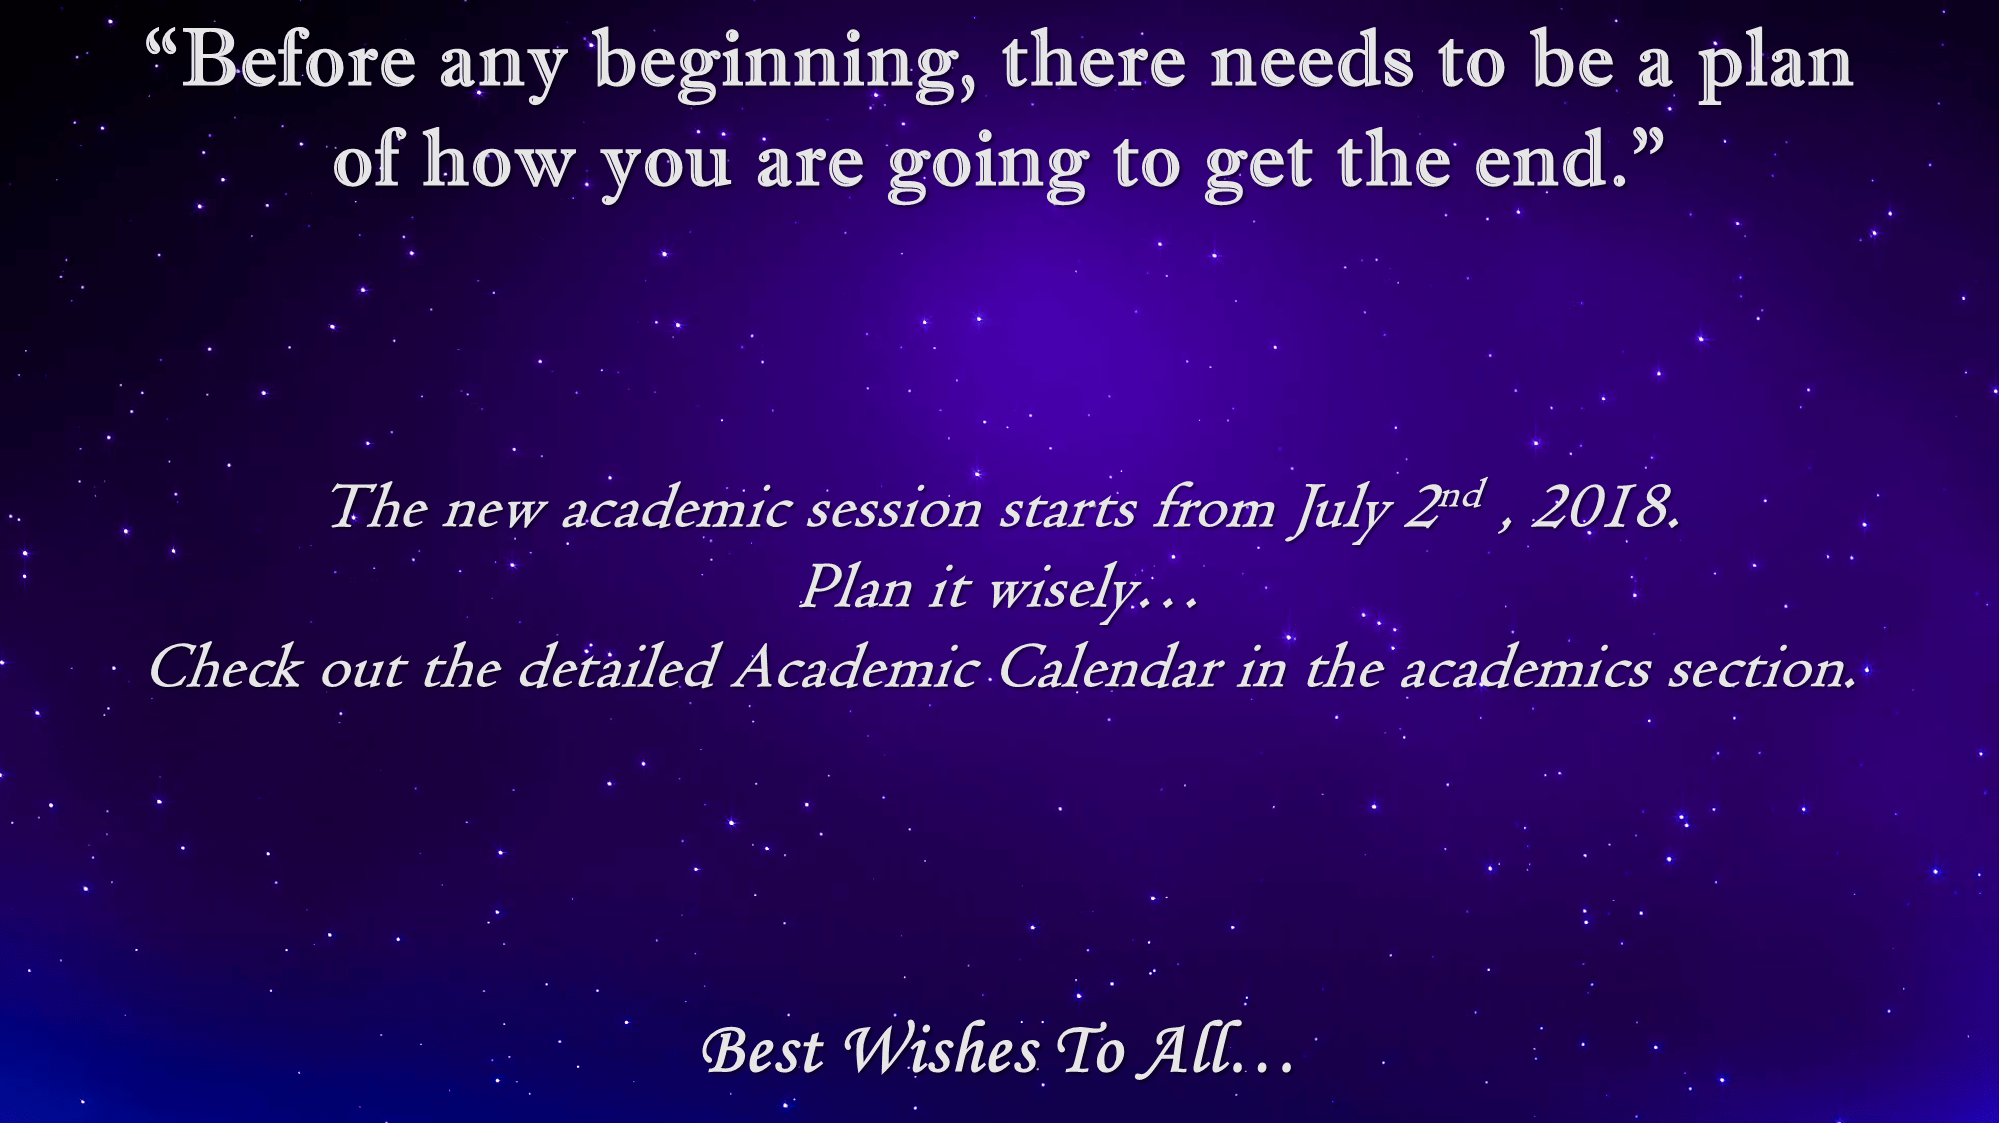 “Before any beginning, there needs to be a plan
of how you are going to get the end.”
The new academic session starts from July 2nd , 2018.
Plan it wisely…
Check out the detailed Academic Calendar in the academics section.
Best Wishes To All…